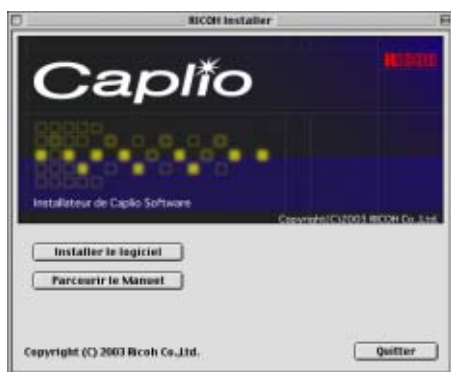 RICOH Installer
Caplio
RICOH
Installateur de Caplio Software
Copyright(C)2003 RICOH Co.,Ltd.
Installer le logiciel
Parcourir le Manuel
Copyright (C) 2003 Ricoh Co.,Ltd.
Quitter